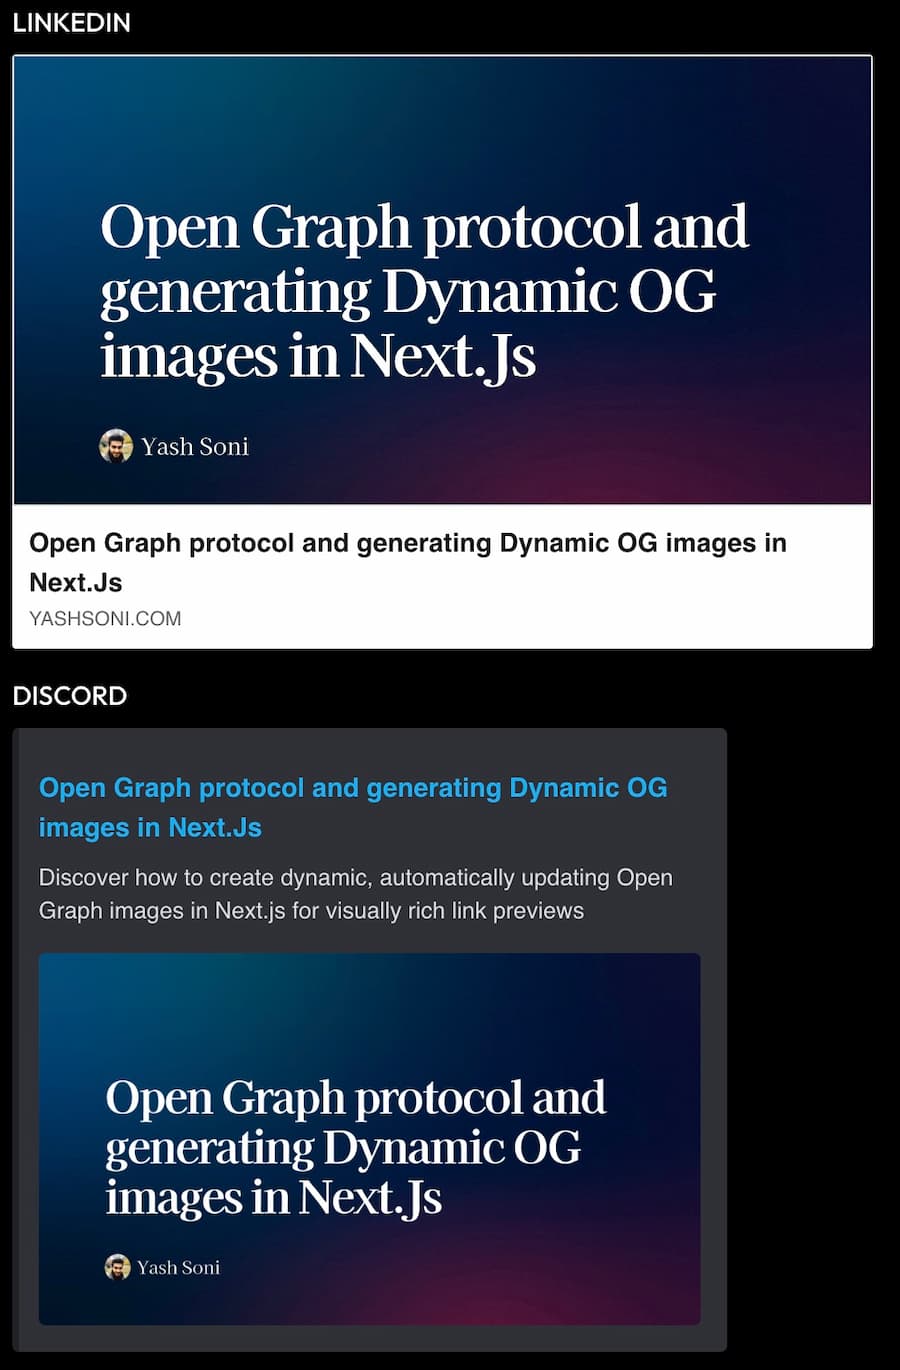 LINKEDIN
Open Graph protocol and
generating Dynamic OG
images in Next.Js
Yash Soni
Open Graph protocol and generating Dynamic OG images in
Next.Js
YASHSONI.COM
DISCORD
Open Graph protocol and generating Dynamic OG
images in Next.Js
Discover how to create dynamic, automatically updating Open
Graph images in Next.js for visually rich link previews
Open Graph protocol and
generating Dynamic OG
images in Next.Js
Yash Soni